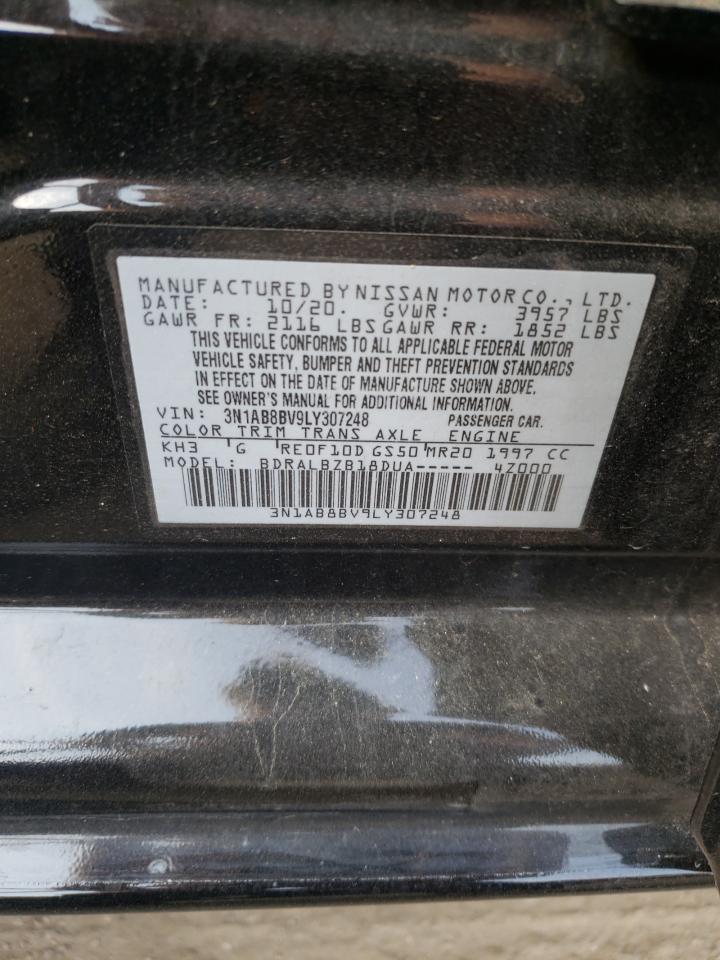 MANUFACTURED BY NISSAN MOTOR CO., LTD.
DATE: 10/20. GVWR: 3957 LBS
GAWR FR: 2116 LBS GAWR RR: 1852 LBS
THIS VEHICLE CONFORMS TO ALL APPLICABLE FEDERAL MOTOR
VEHICLE SAFETY, BUMPER AND THEFT PREVENTION STANDARDS
IN EFFECT ON THE DATE OF MANUFACTURE SHOWN ABOVE.
SEE OWNER'S MANUAL FOR ADDITIONAL INFORMATION.
VIN: 3N1AB8BV9LY307248 PASSENGER CAR.
COLOR TRIM TRANS AXLE ENGINE
KH3 G RE0F10D GS50 MR20 1997 CC
MODEL: BDRALBZB18DUA----- 4Z000
3N1AB8BV9LY307248